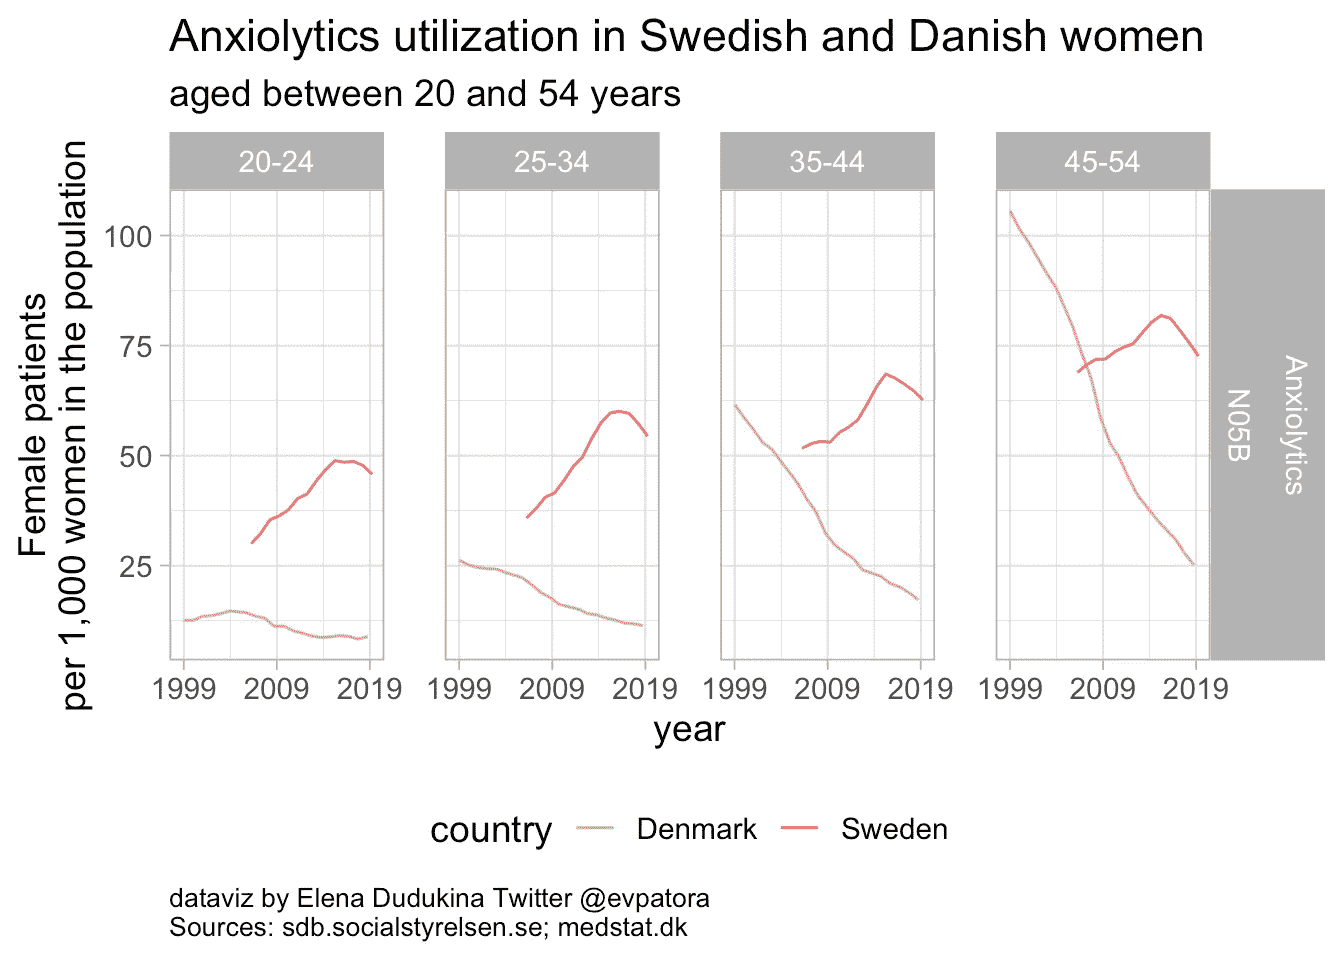 Anxiolytics utilization in Swedish and Danish women
aged between 20 and 54 years
20-24
25-34
35-44
45-54
Female patients
per 1,000 women in the population
100
75
50
25
Anxiolytics
N05B
1999 2009 2019
1999 2009 2019
1999 2009 2019
1999 2009 2019
year
country Denmark Sweden
dataviz by Elena Dudukina Twitter @evpatora
Sources: sdb.socialstyrelsen.se; medstat.dk